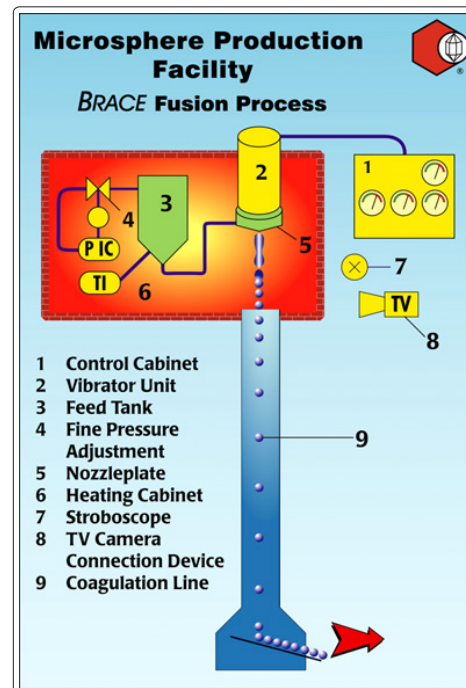 Microsphere Production
Facility
BRACE Fusion Process
®
1
2
3
4
5
P IC
TI
6
7
TV
8
9
1 Control Cabinet
2 Vibrator Unit
3 Feed Tank
4 Fine Pressure
Adjustment
5 Nozzleplate
6 Heating Cabinet
7 Stroboscope
8 TV Camera
Connection Device
9 Coagulation Line